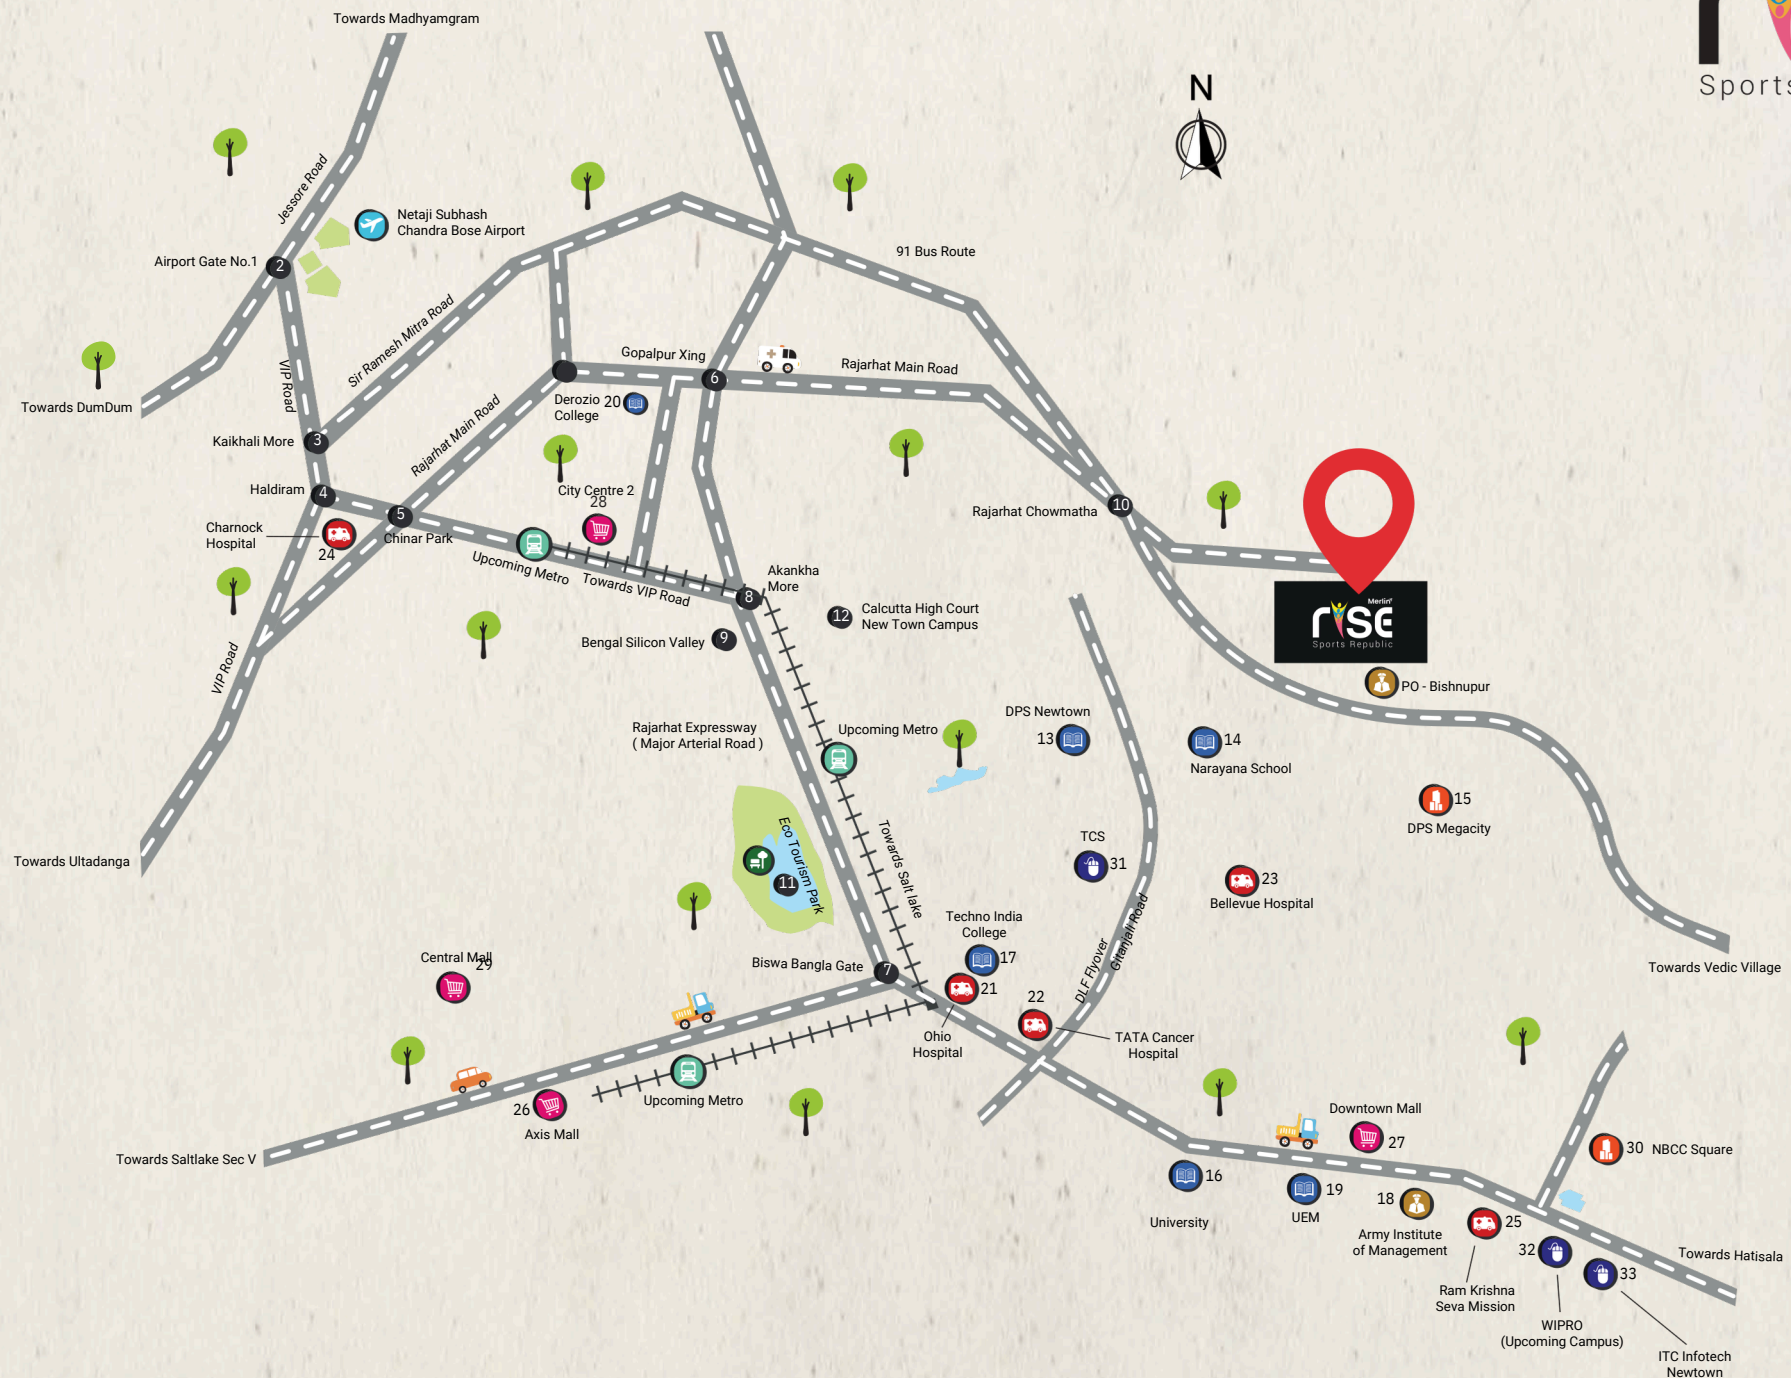 Towards Madhyamgram
N
Sports
Jessore Road
Netaji Subhash
Chandra Bose Airport
Airport Gate No.1
2
91 Bus Route
VIP Road
Sir Ramesh Mitra Road
Gopalpur Xing
6
Rajarhat Main Road
Towards DumDum
Derozio
College
20
Rajarhat Main Road
Kaikhali More
3
Haldiram
4
City Centre 2
28
5
Chinar Park
Charnock
Hospital
24
Rajarhat Chowmatha
10
Upcoming Metro
Towards VIP Road
Akankha
More
8
12
Calcutta High Court
New Town Campus
Bengal Silicon Valley
9
Merlin
rise
Sports Republic
VIP Road
PO - Bishnupur
Rajarhat Expressway
( Major Arterial Road )
Upcoming Metro
DPS Newtown
13
14
Narayana School
15
DPS Megacity
Eco Tourism Park
11
Towards Salt lake
TCS
31
Towards Ultadanga
23
Bellevue Hospital
Techno India
College
17
DLF Flyover
Gitanjali Road
Central Mall
29
Biswa Bangla Gate
7
21
22
Towards Vedic Village
Ohio
Hospital
TATA Cancer
Hospital
Upcoming Metro
26
Axis Mall
Downtown Mall
27
Towards Saltlake Sec V
30
NBCC Square
16
University
19
UEM
18
Army Institute
of Management
25
32
33
Towards Hatisala
Ram Krishna
Seva Mission
WIPRO
(Upcoming Campus)
ITC Infotech
Newtown